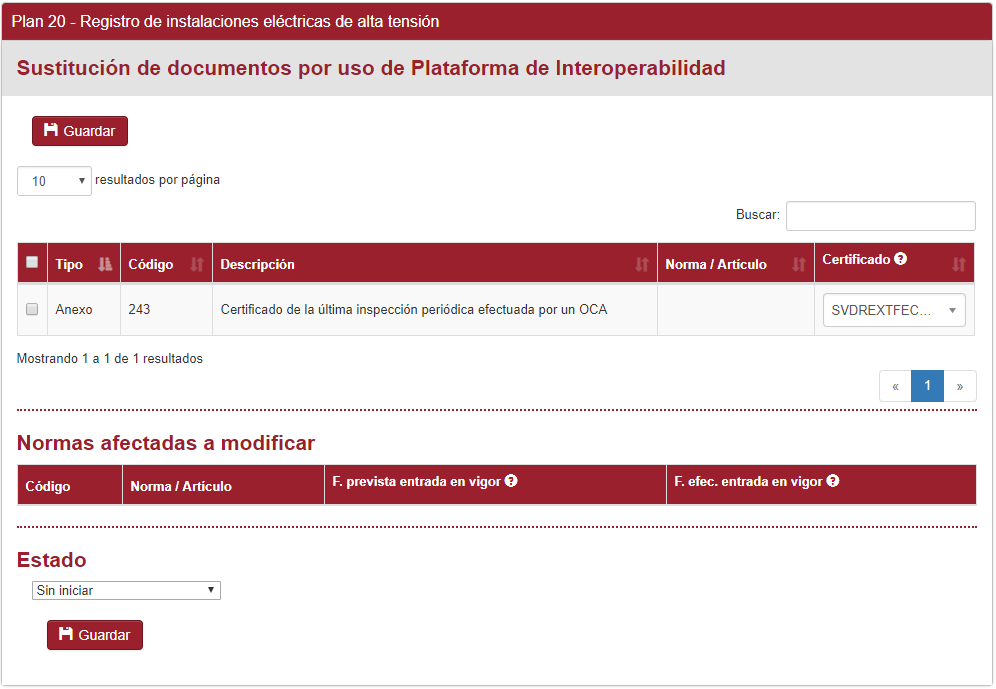 Plan 20 - Registro de instalaciones eléctricas de alta tensión
Sustitución de documentos por uso de Plataforma de Interoperabilidad
Guardar
10 resultados por página
Buscar:
Tipo Código Descripción Norma / Artículo Certificado
Anexo 243 Certificado de la última inspección periódica efectuada por un OCA SVDREXTFEC...
Mostrando 1 a 1 de 1 resultados
« 1 »
Normas afectadas a modificar
Código Norma / Artículo F. prevista entrada en vigor F. efec. entrada en vigor
Estado
Sin iniciar
Guardar